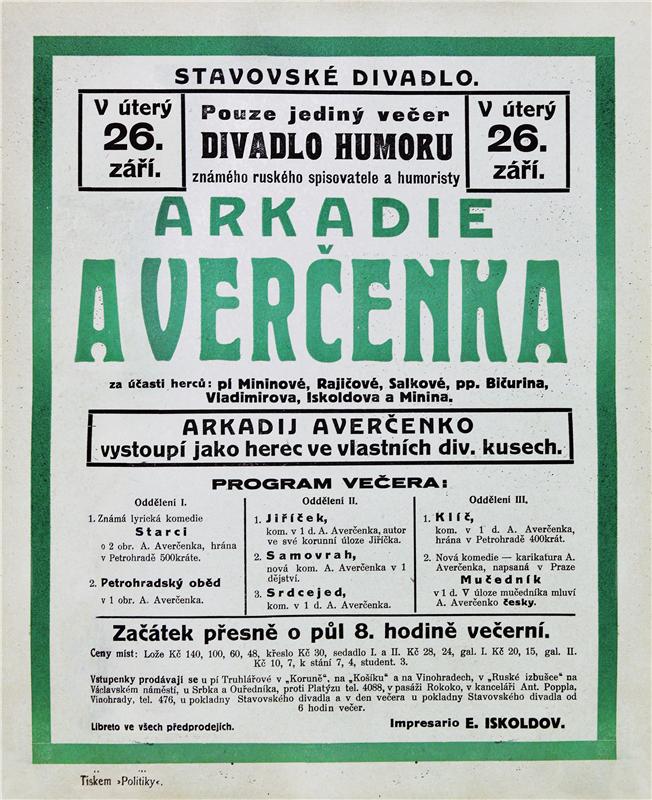 STAVOVSKÉ DIVADLO.
V úterý
26.
září.
Pouze jediný večer
DIVADLO HUMORU
známého ruského spisovatele a humoristy
V úterý
26.
září.
ARKADIE
AVERČENKA
za účasti herců: pí Mininové, Rajičové, Salkové, pp. Bičurina,
Vladimirova, Iskoldova a Minina.
ARKADIJ AVERČENKO
vystoupí jako herec ve vlastních div. kusech.
PROGRAM VEČERA:
Oddělení I.
1. Známá lyrická komedie
Starci
o 2 obr. A. Averčenka, hrána
v Petrohradě 500kráte.
2. Petrohradský oběd
v 1 obr. A. Averčenka.
Oddělení II.
1. Jiříček,
kom. v 1 d. A. Averčenka, autor
ve své korunní úloze Jiříčka.
2. Samovrah,
nová kom. A. Averčenka v 1
dějství.
3. Srdcejed,
kom. v 1 d. A. Averčenka.
Oddělení III.
1. Klíč,
kom. v 1 d. A. Averčenka,
hrána v Petrohradě 400krát.
2. Nová komedie — karikatura A.
Averčenka, napsaná v Praze
Mučedník
v 1 d. V úloze mučedníka mluví
A. Averčenko česky.
Začátek přesně o půl 8. hodině večerní.
Ceny míst: Lože Kč 140, 100, 60, 48, křeslo Kč 30, sedadlo I. a II. Kč 28, 24, gal. I. Kč 20, 15, gal. II.
Kč 10, 7, k stání 7, 4, student. 3.
Vstupenky prodávají se u pí Truhlářové v „Koruně“, na „Košíku“ a na Vinohradech, v „Ruské izbušce“ na
Václavském náměstí, u Srbka a Ouředníka, proti Platýzu tel. 4088, v pasáži Rokoko, v kanceláři Ant. Poppla,
Vinohrady, tel. 476, u pokladny Stavovského divadla a v den večera u pokladny Stavovského divadla od
6 hodin večer.
Libreto ve všech předprodejích.
Impresario E. ISKOLDOV.
Tiskem »Politiky«.